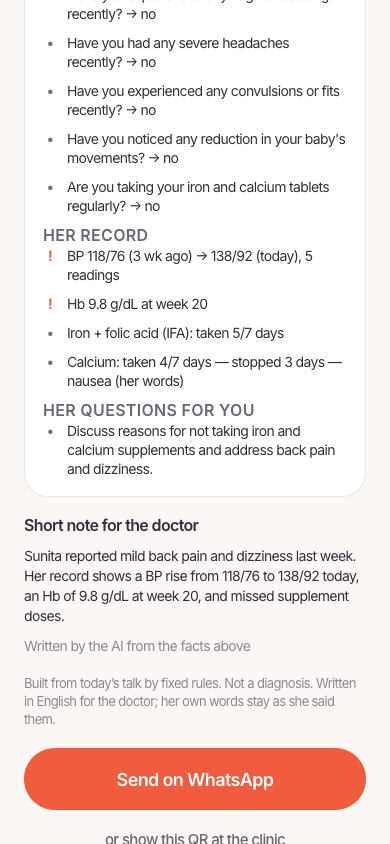 recently? → no
• Have you had any severe headaches
recently? → no
• Have you experienced any convulsions or fits
recently? → no
• Have you noticed any reduction in your baby's
movements? → no
• Are you taking your iron and calcium tablets
regularly? → no
HER RECORD
! BP 118/76 (3 wk ago) → 138/92 (today), 5
readings
! Hb 9.8 g/dL at week 20
• Iron + folic acid (IFA): taken 5/7 days
• Calcium: taken 4/7 days — stopped 3 days —
nausea (her words)
HER QUESTIONS FOR YOU
• Discuss reasons for not taking iron and
calcium supplements and address back pain
and dizziness.
Short note for the doctor
Sunita reported mild back pain and dizziness last week.
Her record shows a BP rise from 118/76 to 138/92 today,
an Hb of 9.8 g/dL at week 20, and missed supplement
doses.
Written by the AI from the facts above
Built from today's talk by fixed rules. Not a diagnosis. Written
in English for the doctor; her own words stay as she said
them.
Send on WhatsApp
or show this QR at the clinic